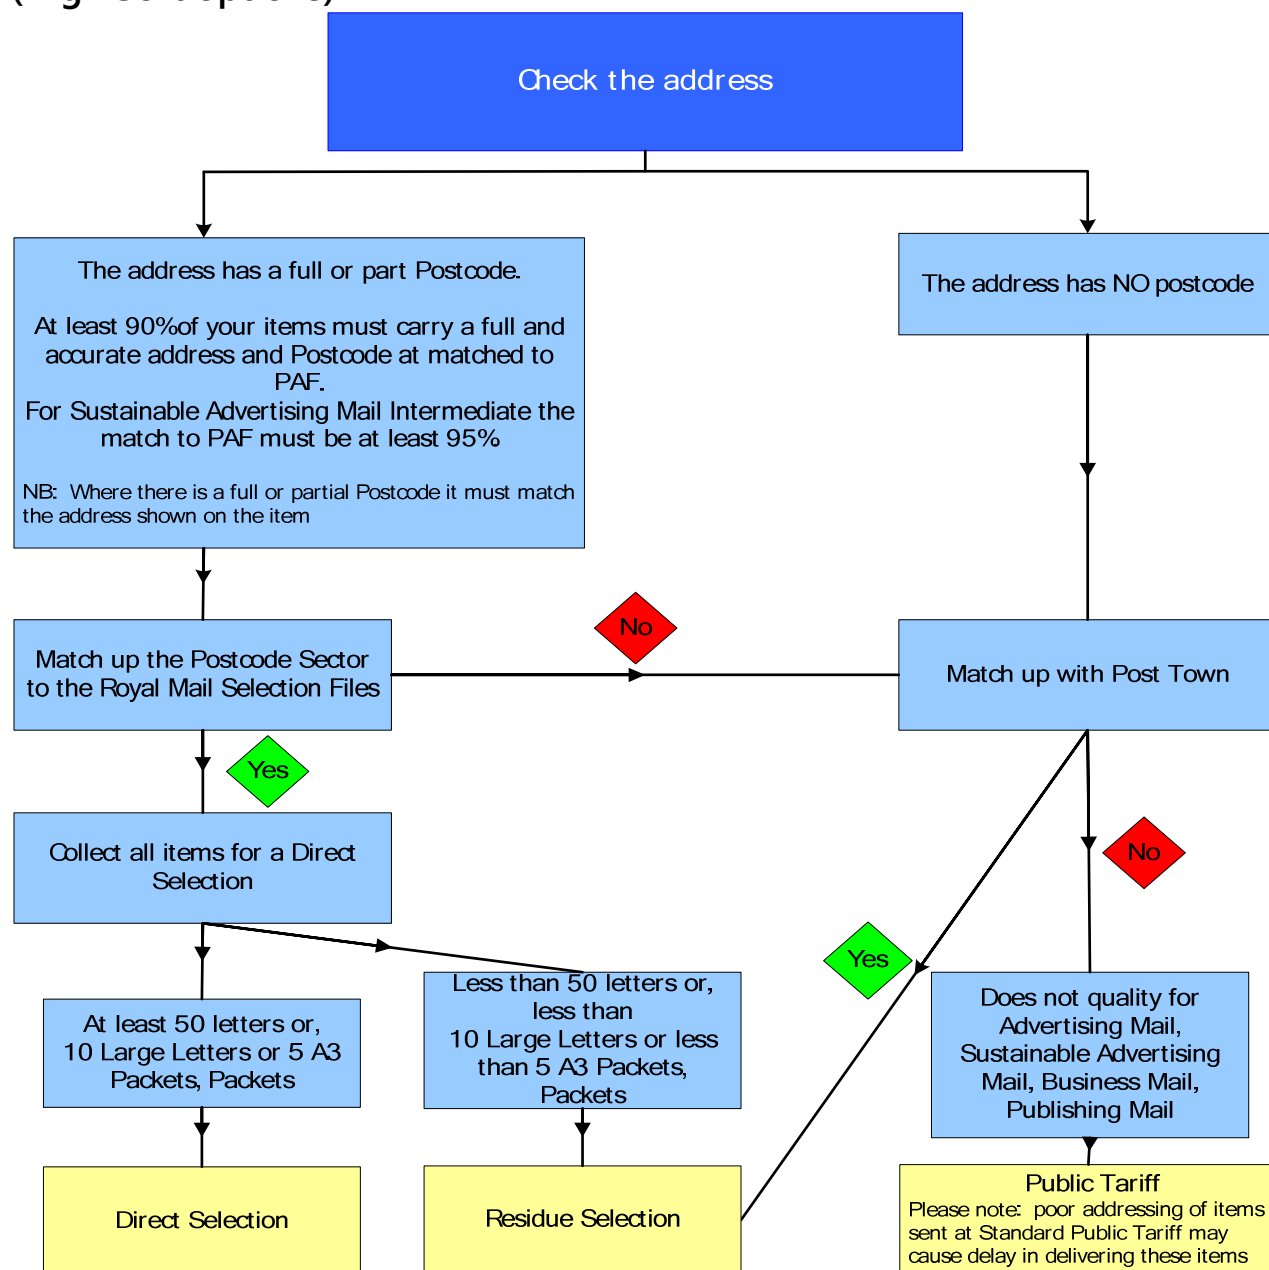 Check the address
The address has a full or part Postcode.
At least 90%of your items must carry a full and
accurate address and Postcode at matched to
PAF.
For Sustainable Advertising Mail Intermediate the
match to PAF must be at least 95%
NB: Where there is a full or partial Postcode it must match
the address shown on the item
The address has NO postcode
Match up the Postcode Sector
to the Royal Mail Selection Files
No
Match up with Post Town
Yes
Collect all items for a Direct
Selection
No
Yes
At least 50 letters or,
10 Large Letters or 5 A3
Packets, Packets
Less than 50 letters or,
less than
10 Large Letters or less
than 5 A3 Packets,
Packets
Does not quality for
Advertising Mail,
Sustainable Advertising
Mail, Business Mail,
Publishing Mail
Direct Selection
Residue Selection
Public Tariff
Please note: poor addressing of items
sent at Standard Public Tariff may
cause delay in delivering these items